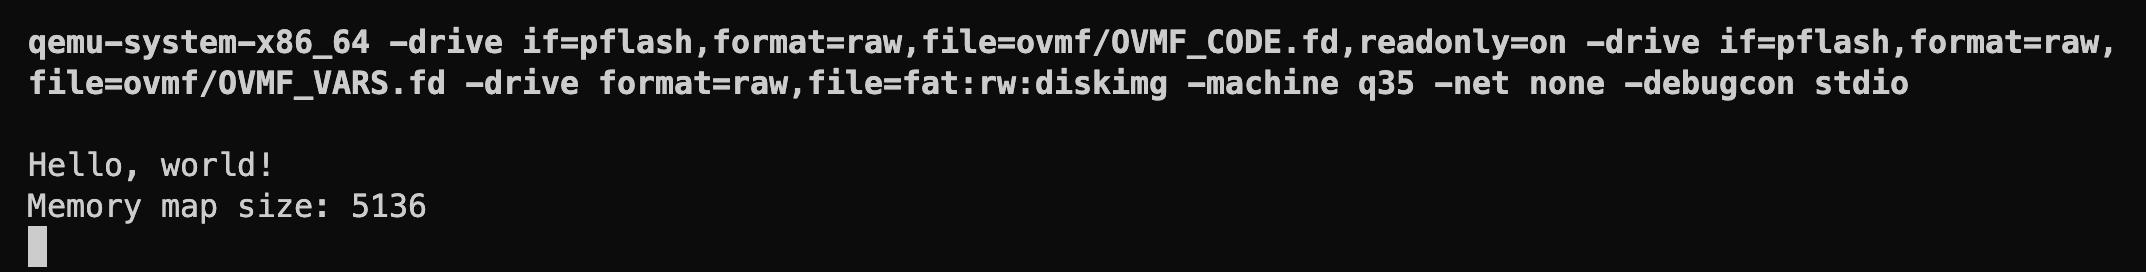 qemu-system-x86_64 -drive if=pflash,format=raw,file=ovmf/OVMF_CODE.fd,readonly=on -drive if=pflash,format=raw,
file=ovmf/OVMF_VARS.fd -drive format=raw,file=fat:rw:diskimg -machine q35 -net none -debugcon stdio
Hello, world!
Memory map size: 5136